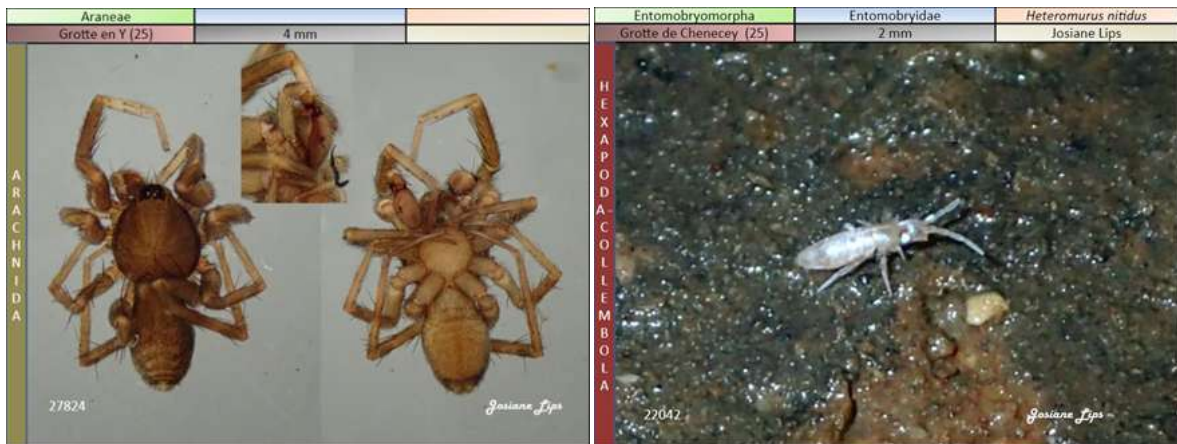 Araneae
Grotte en Y (25) 4 mm
ARACHNIDA
27824 Josiane Lips
Entomobryomorpha Entomobryidae Heteromurus nitidus
Grotte de Chenecey (25) 2 mm Josiane Lips
HEXAPODA-COLLEMBOLA
22042 Josiane Lips